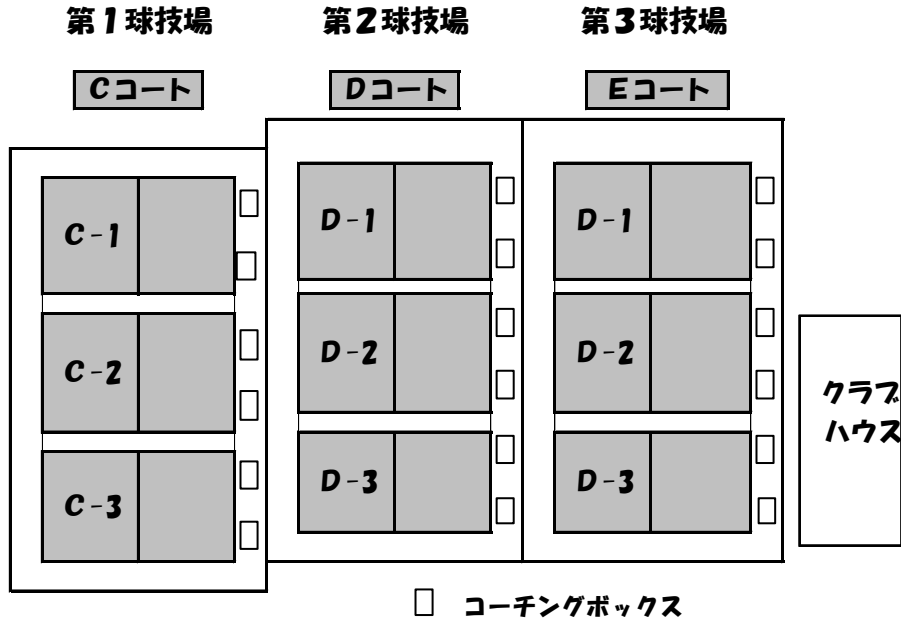 第1球技場 第2球技場 第3球技場
Cコート Dコート Eコート
C-1 D-1 D-1
C-2 D-2 D-2
C-3 D-3 D-3
クラブ
ハウス
コーチングボックス